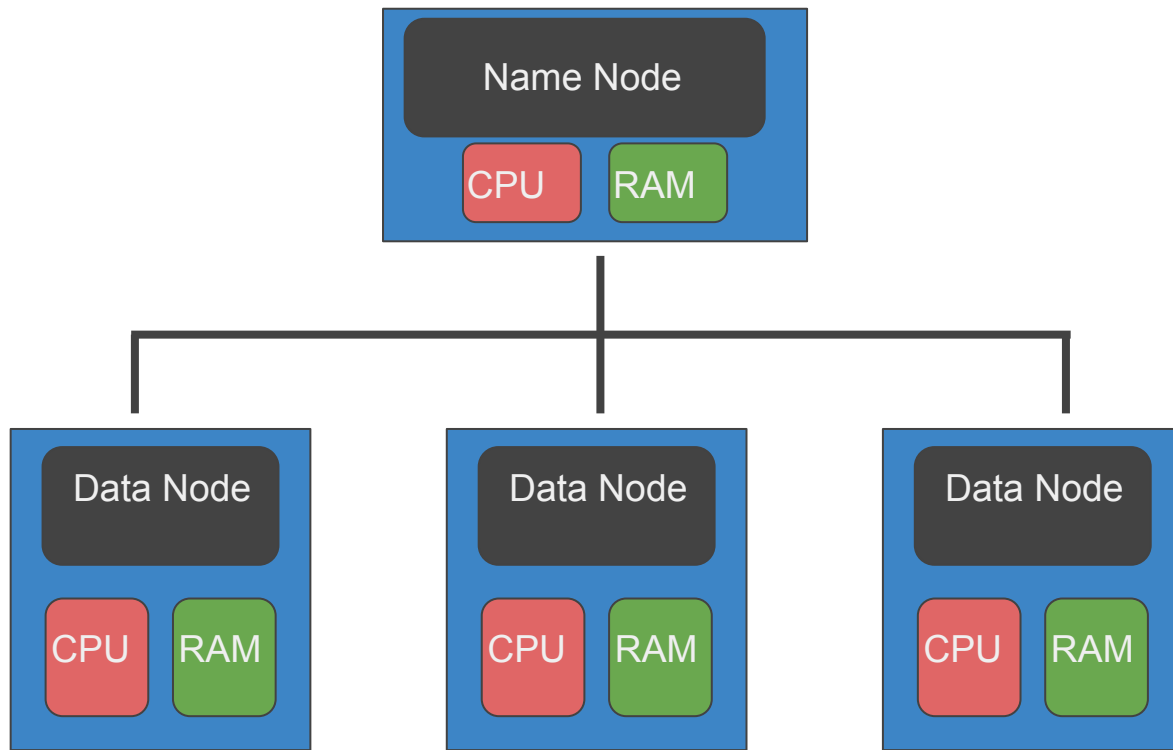 Name Node
CPU
RAM
Data Node
CPU
RAM
Data Node
CPU
RAM
Data Node
CPU
RAM